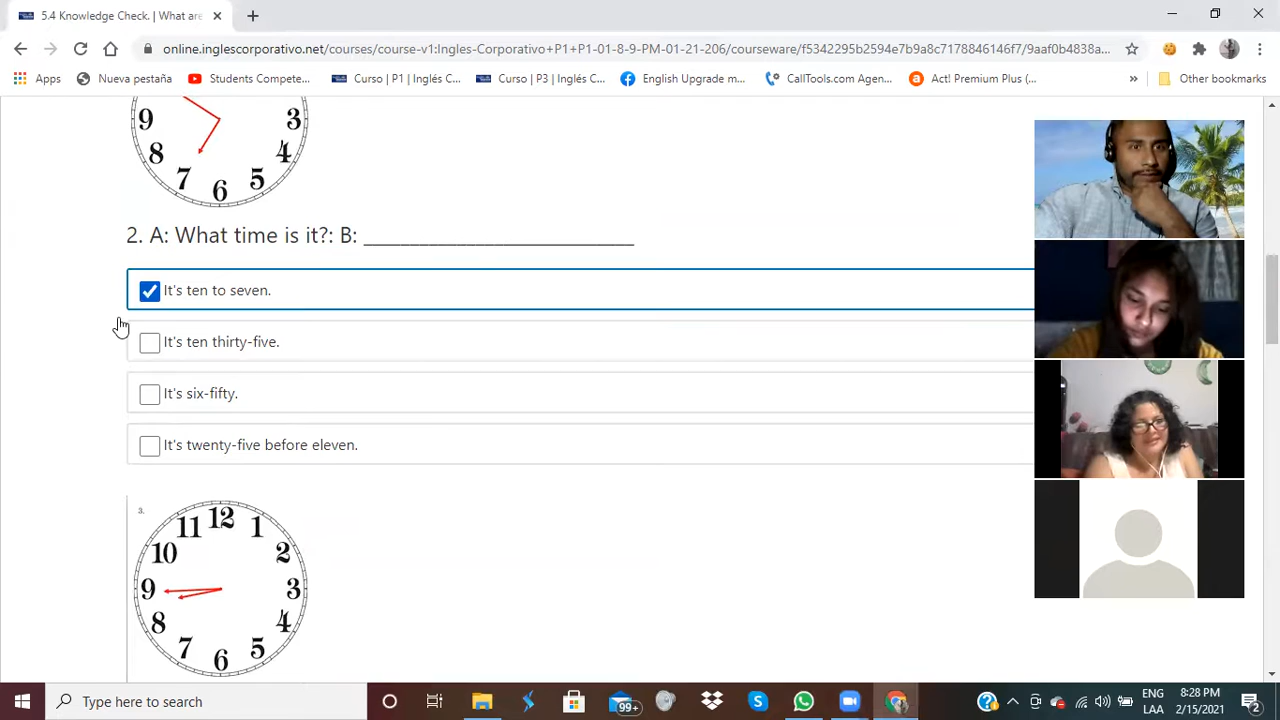 5.4 Knowledge Check. | What are
online.inglescorporativo.net/courses/course-v1:Ingles-Corporativo+P1+P1-01-8-9-PM-01-21-206/courseware/f5342295b2594e7b9a8c7178846146f7/9aaf0b4838a...
Apps
Nueva pestaña
Students Compete...
Curso | P1 | Inglés C...
Curso | P3 | Inglés C...
English Upgrade m...
CallTools.com Agen...
Act! Premium Plus (...
»
Other bookmarks
9 3
8 4
7 6 5
2. A: What time is it?: B: ___________________________
It's ten to seven.
It's ten thirty-five.
It's six-fifty.
It's twenty-five before eleven.
3.
11 12 1
10 2
9 3
8 4
7 6 5
Type here to search
99+
ENG
LAA
8:28 PM
2/15/2021
2